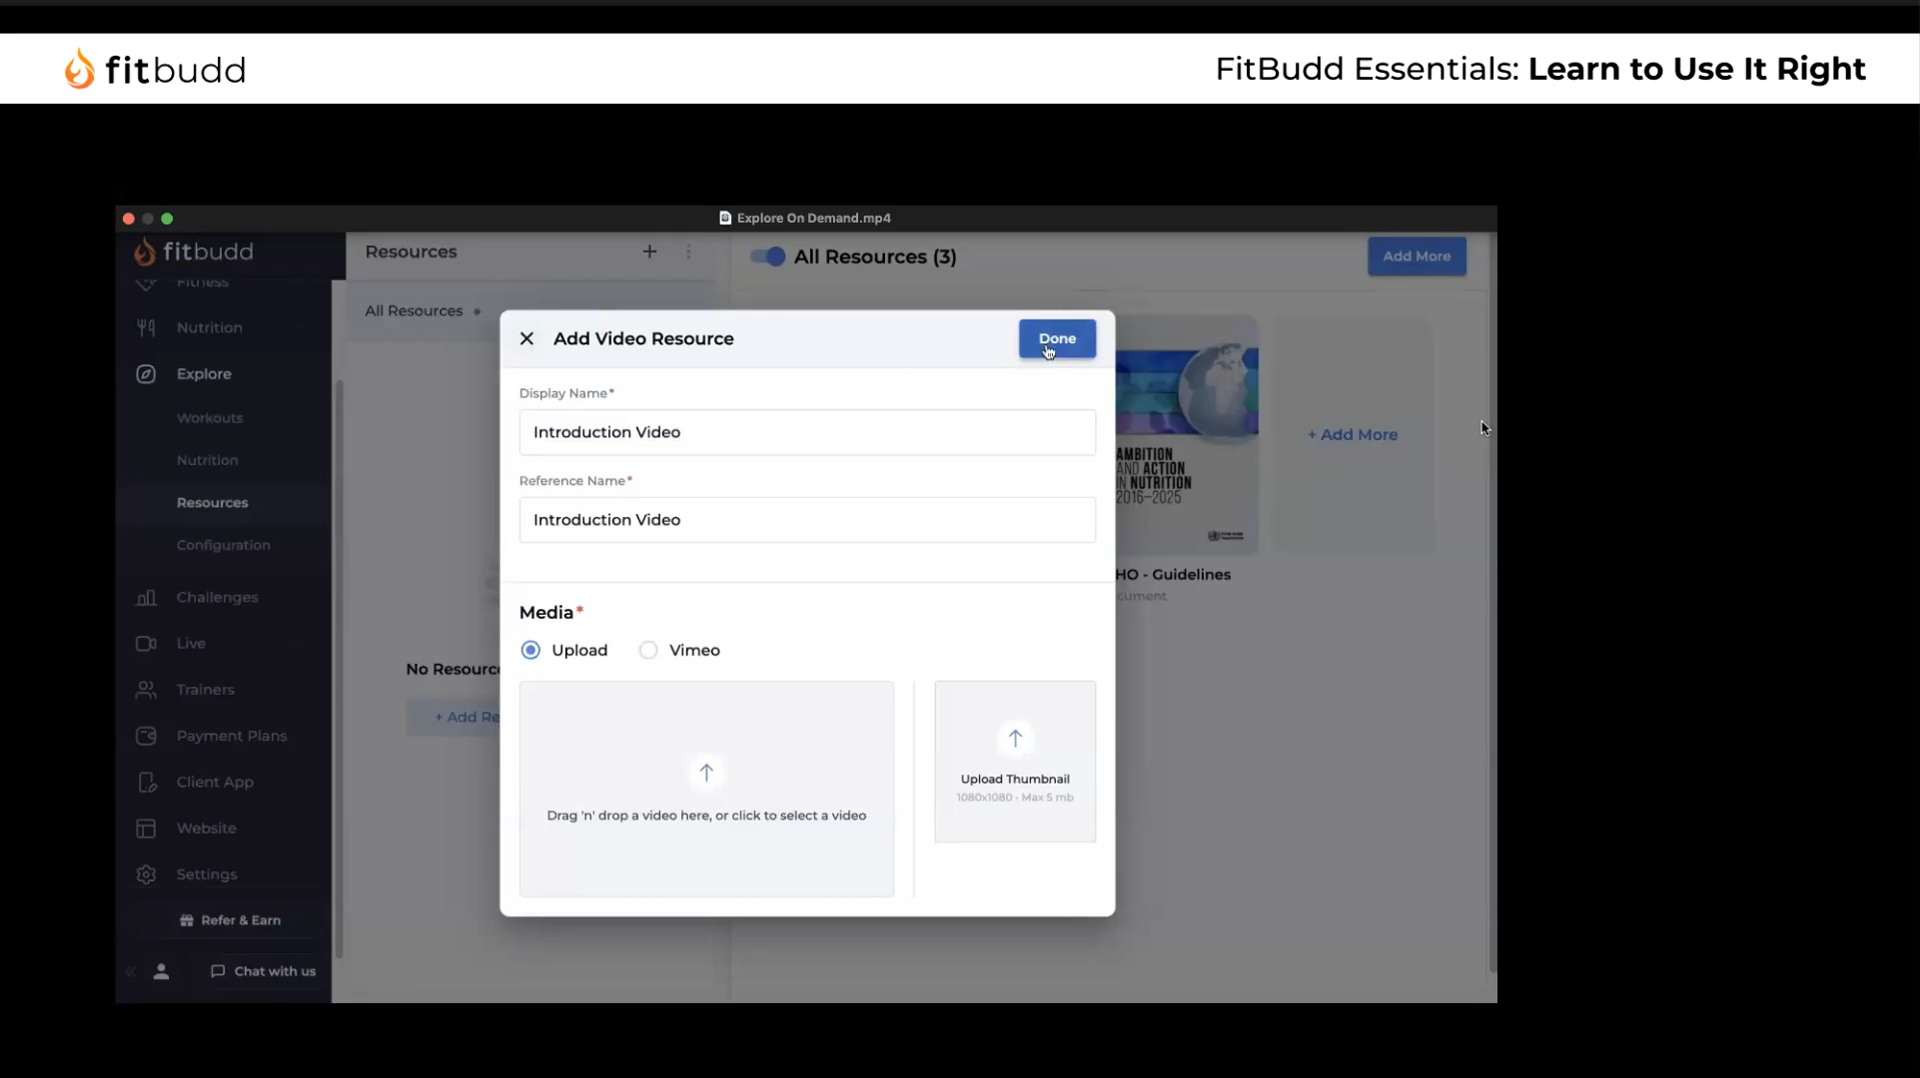 fitbudd
FitBudd Essentials: Learn to Use It Right
Explore On Demand.mp4
fitbudd
Fitness
Nutrition
Explore
Workouts
Nutrition
Resources
Configuration
Challenges
Live
Trainers
Payment Plans
Client App
Website
Settings
Refer & Earn
Chat with us
Resources
All Resources
No Resourc
+ Add Re
All Resources (3)
Add More
Add Video Resource
Done
Display Name*
Introduction Video
Reference Name*
Introduction Video
Media*
Upload
Vimeo
Drag 'n' drop a video here, or click to select a video
Upload Thumbnail
1080x1080 - Max 5 mb
AMBITION
AND ACTION
IN NUTRITION
2016-2025
HO - Guidelines
cument
+ Add More